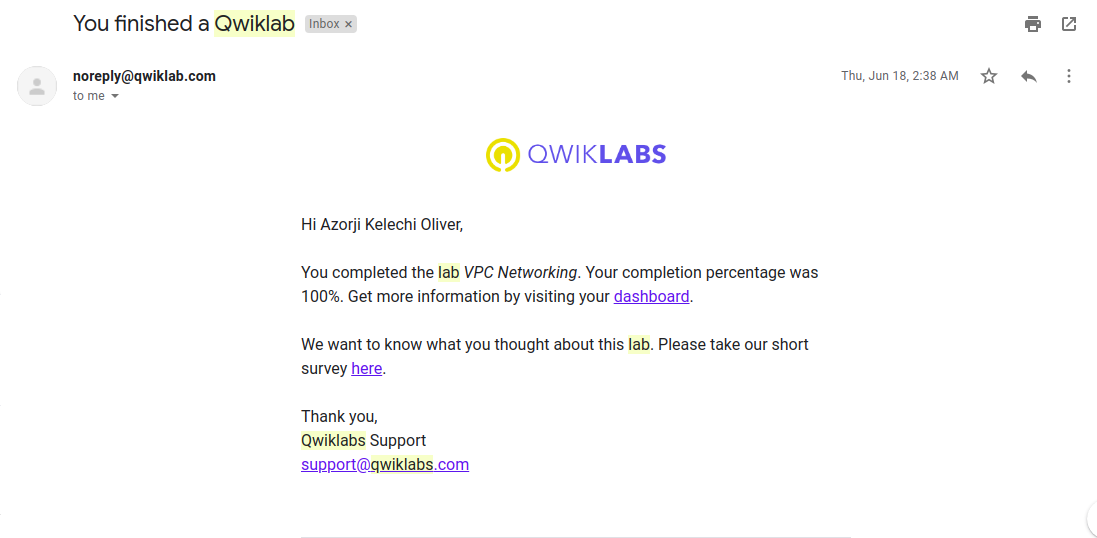 You finished a Qwiklab Inbox ×
noreply@qwiklab.com Thu, Jun 18, 2:38 AM
to me
QWIKLABS
Hi Azorji Kelechi Oliver,
You completed the lab VPC Networking. Your completion percentage was
100%. Get more information by visiting your dashboard.
We want to know what you thought about this lab. Please take our short
survey here.
Thank you,
Qwiklabs Support
support@qwiklabs.com